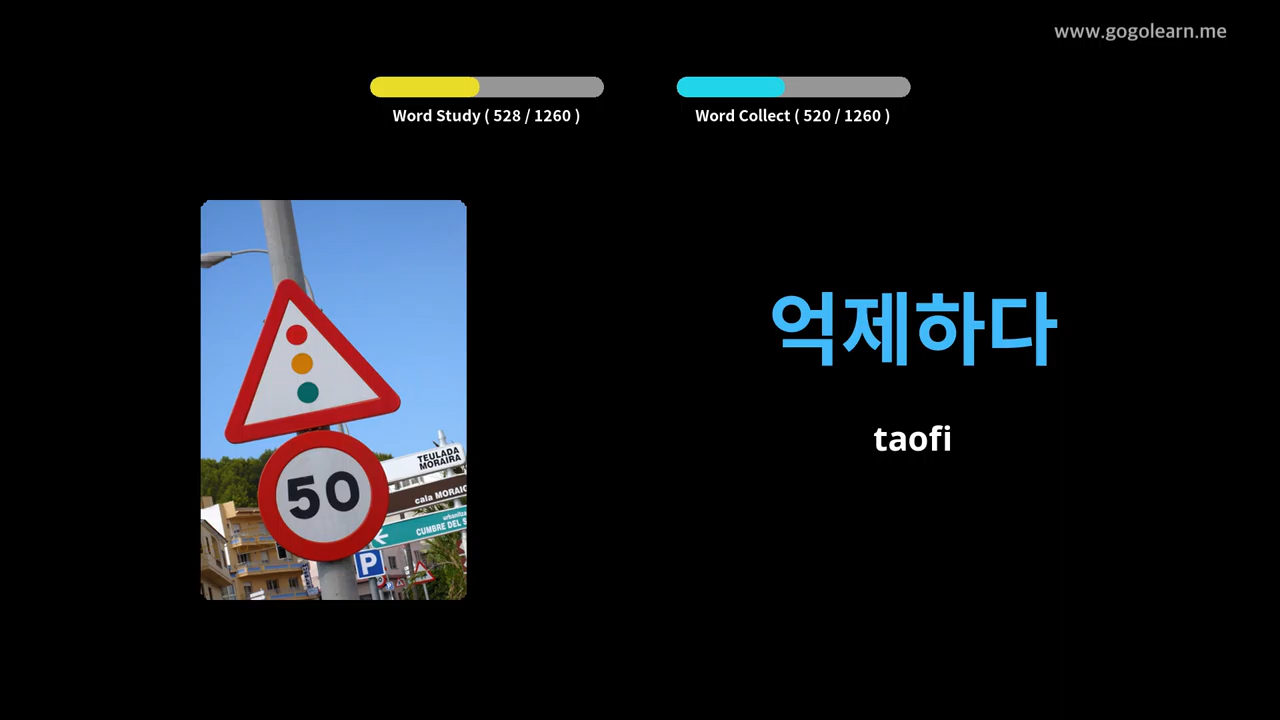 www.gogolearn.me
Word Study ( 528 / 1260 )
Word Collect ( 520 / 1260 )
억제하다
taofi
50
TEULADA
MORAIRA
cala MORAIG
CUMBRE DEL S
P